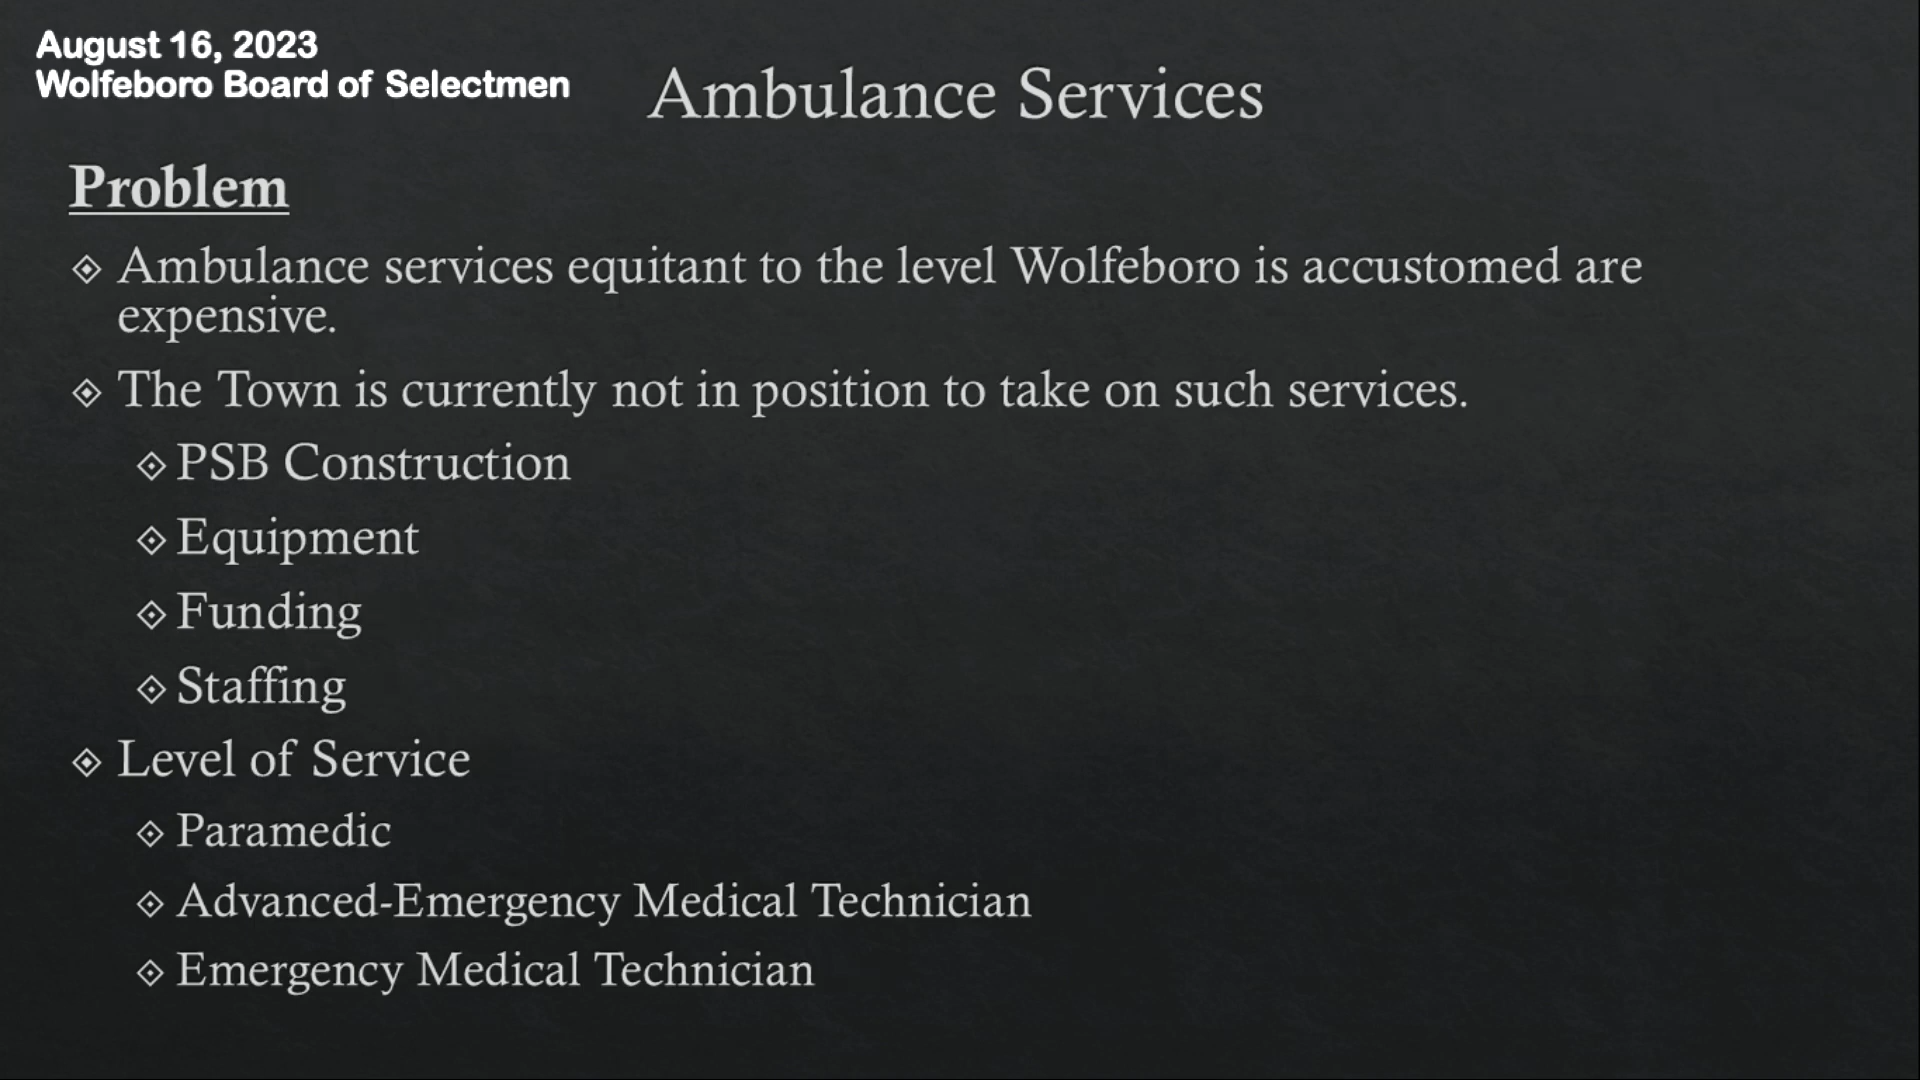 August 16, 2023
Wolfeboro Board of Selectmen
Ambulance Services
Problem
Ambulance services equitant to the level Wolfeboro is accustomed are
expensive.
The Town is currently not in position to take on such services.
PSB Construction
Equipment
Funding
Staffing
Level of Service
Paramedic
Advanced-Emergency Medical Technician
Emergency Medical Technician